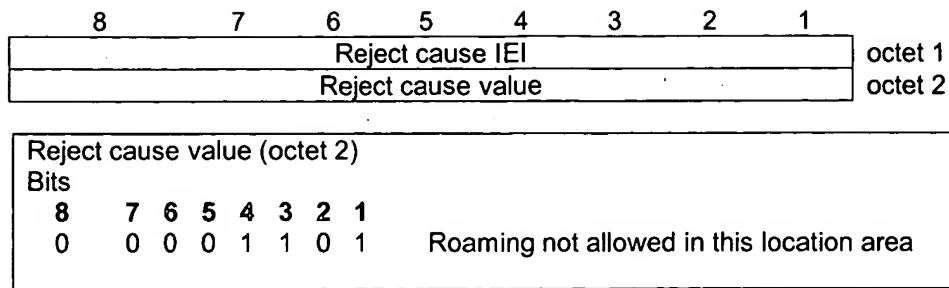 8 7 6 5 4 3 2 1
Reject cause IEI octet 1
Reject cause value octet 2
Reject cause value (octet 2)
Bits
8 7 6 5 4 3 2 1
0 0 0 0 1 1 0 1 Roaming not allowed in this location area